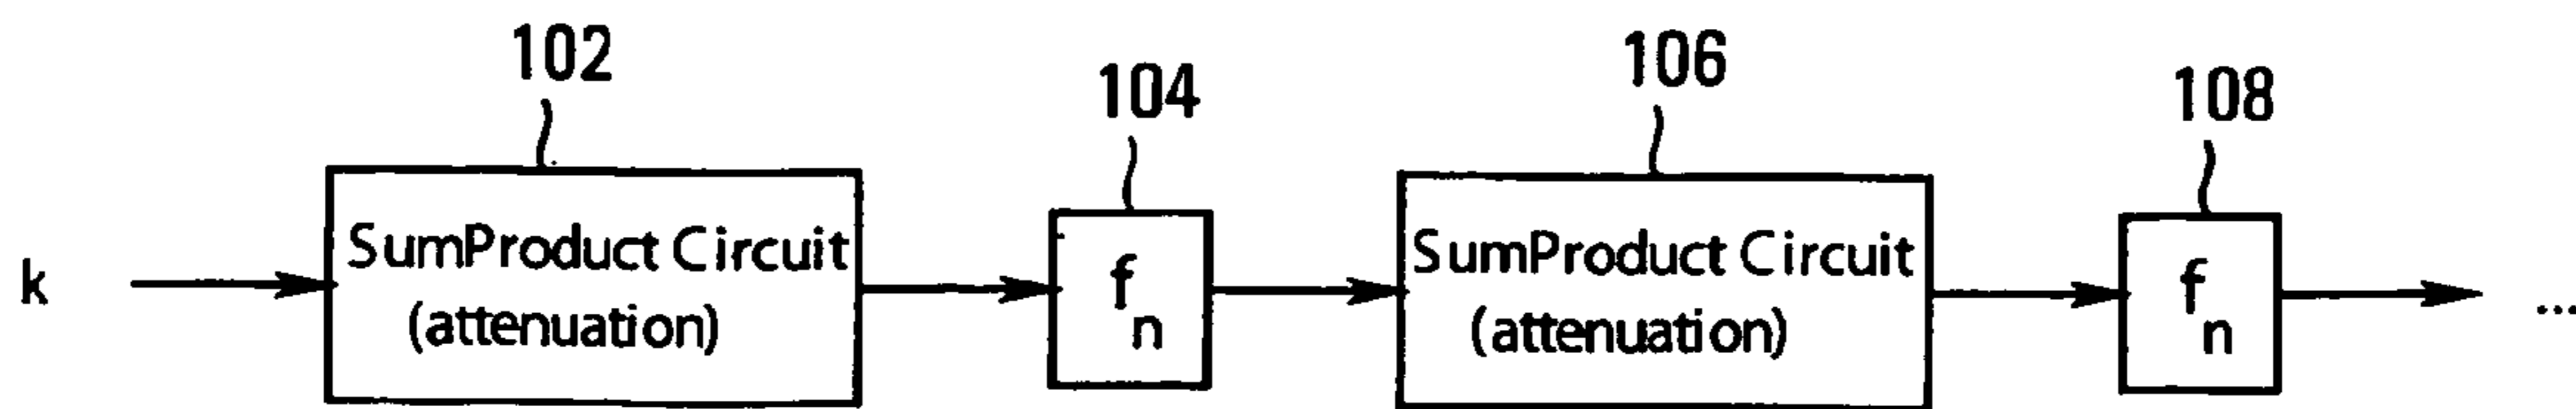 102
104
106
108
k
SumProduct Circuit
(attenuation)
f
n
SumProduct Circuit
(attenuation)
f
n
...